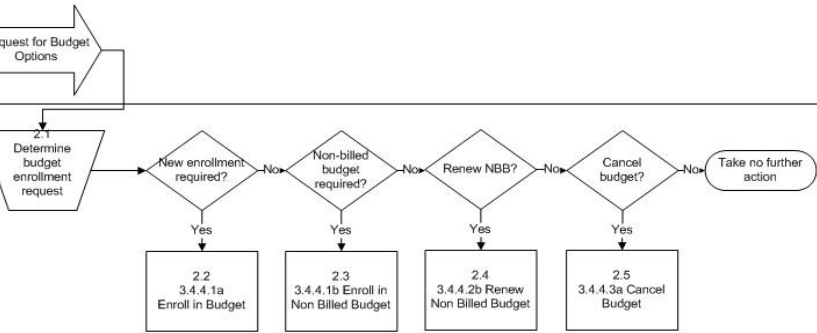 quest for Budget
Options
2.1
Determine
budget
enrollment
request
New enrollment
required?
No
Non-billed
budget
required?
No
Renew NBB?
No
Cancel
budget?
No
Take no further
action
Yes
Yes
Yes
Yes
2.2
3.4.4.1a
Enroll in Budget
2.3
3.4.4.1b Enroll in
Non Billed Budget
2.4
3.4.4.2b Renew
Non Billed Budget
2.5
3.4.4.3a Cancel
Budget